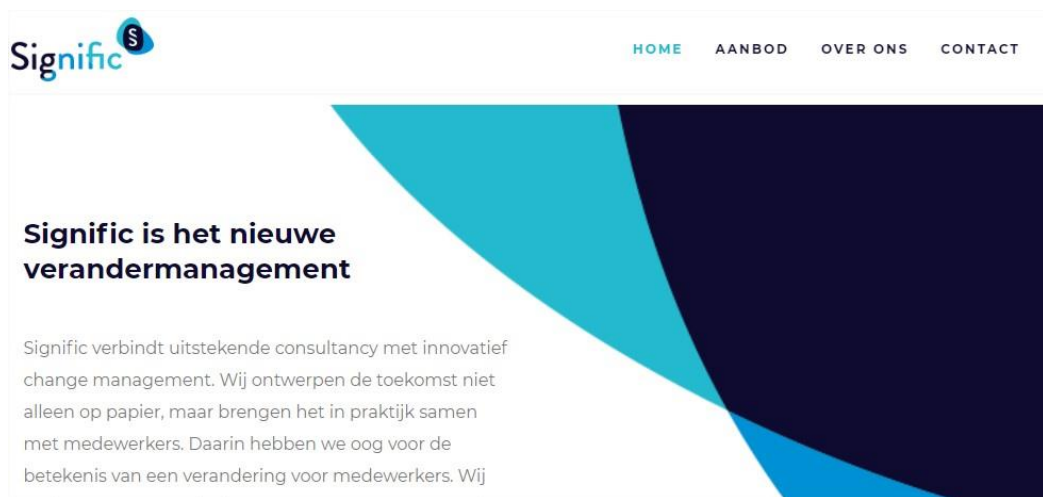 Signific S
HOME AANBOD OVER ONS CONTACT
Signific is het nieuwe
verandermanagement
Signific verbindt uitstekende consultancy met innovatief
change management. Wij ontwerpen de toekomst niet
alleen op papier, maar brengen het in praktijk samen
met medewerkers. Daarin hebben we oog voor de
betekenis van een verandering voor medewerkers. Wij